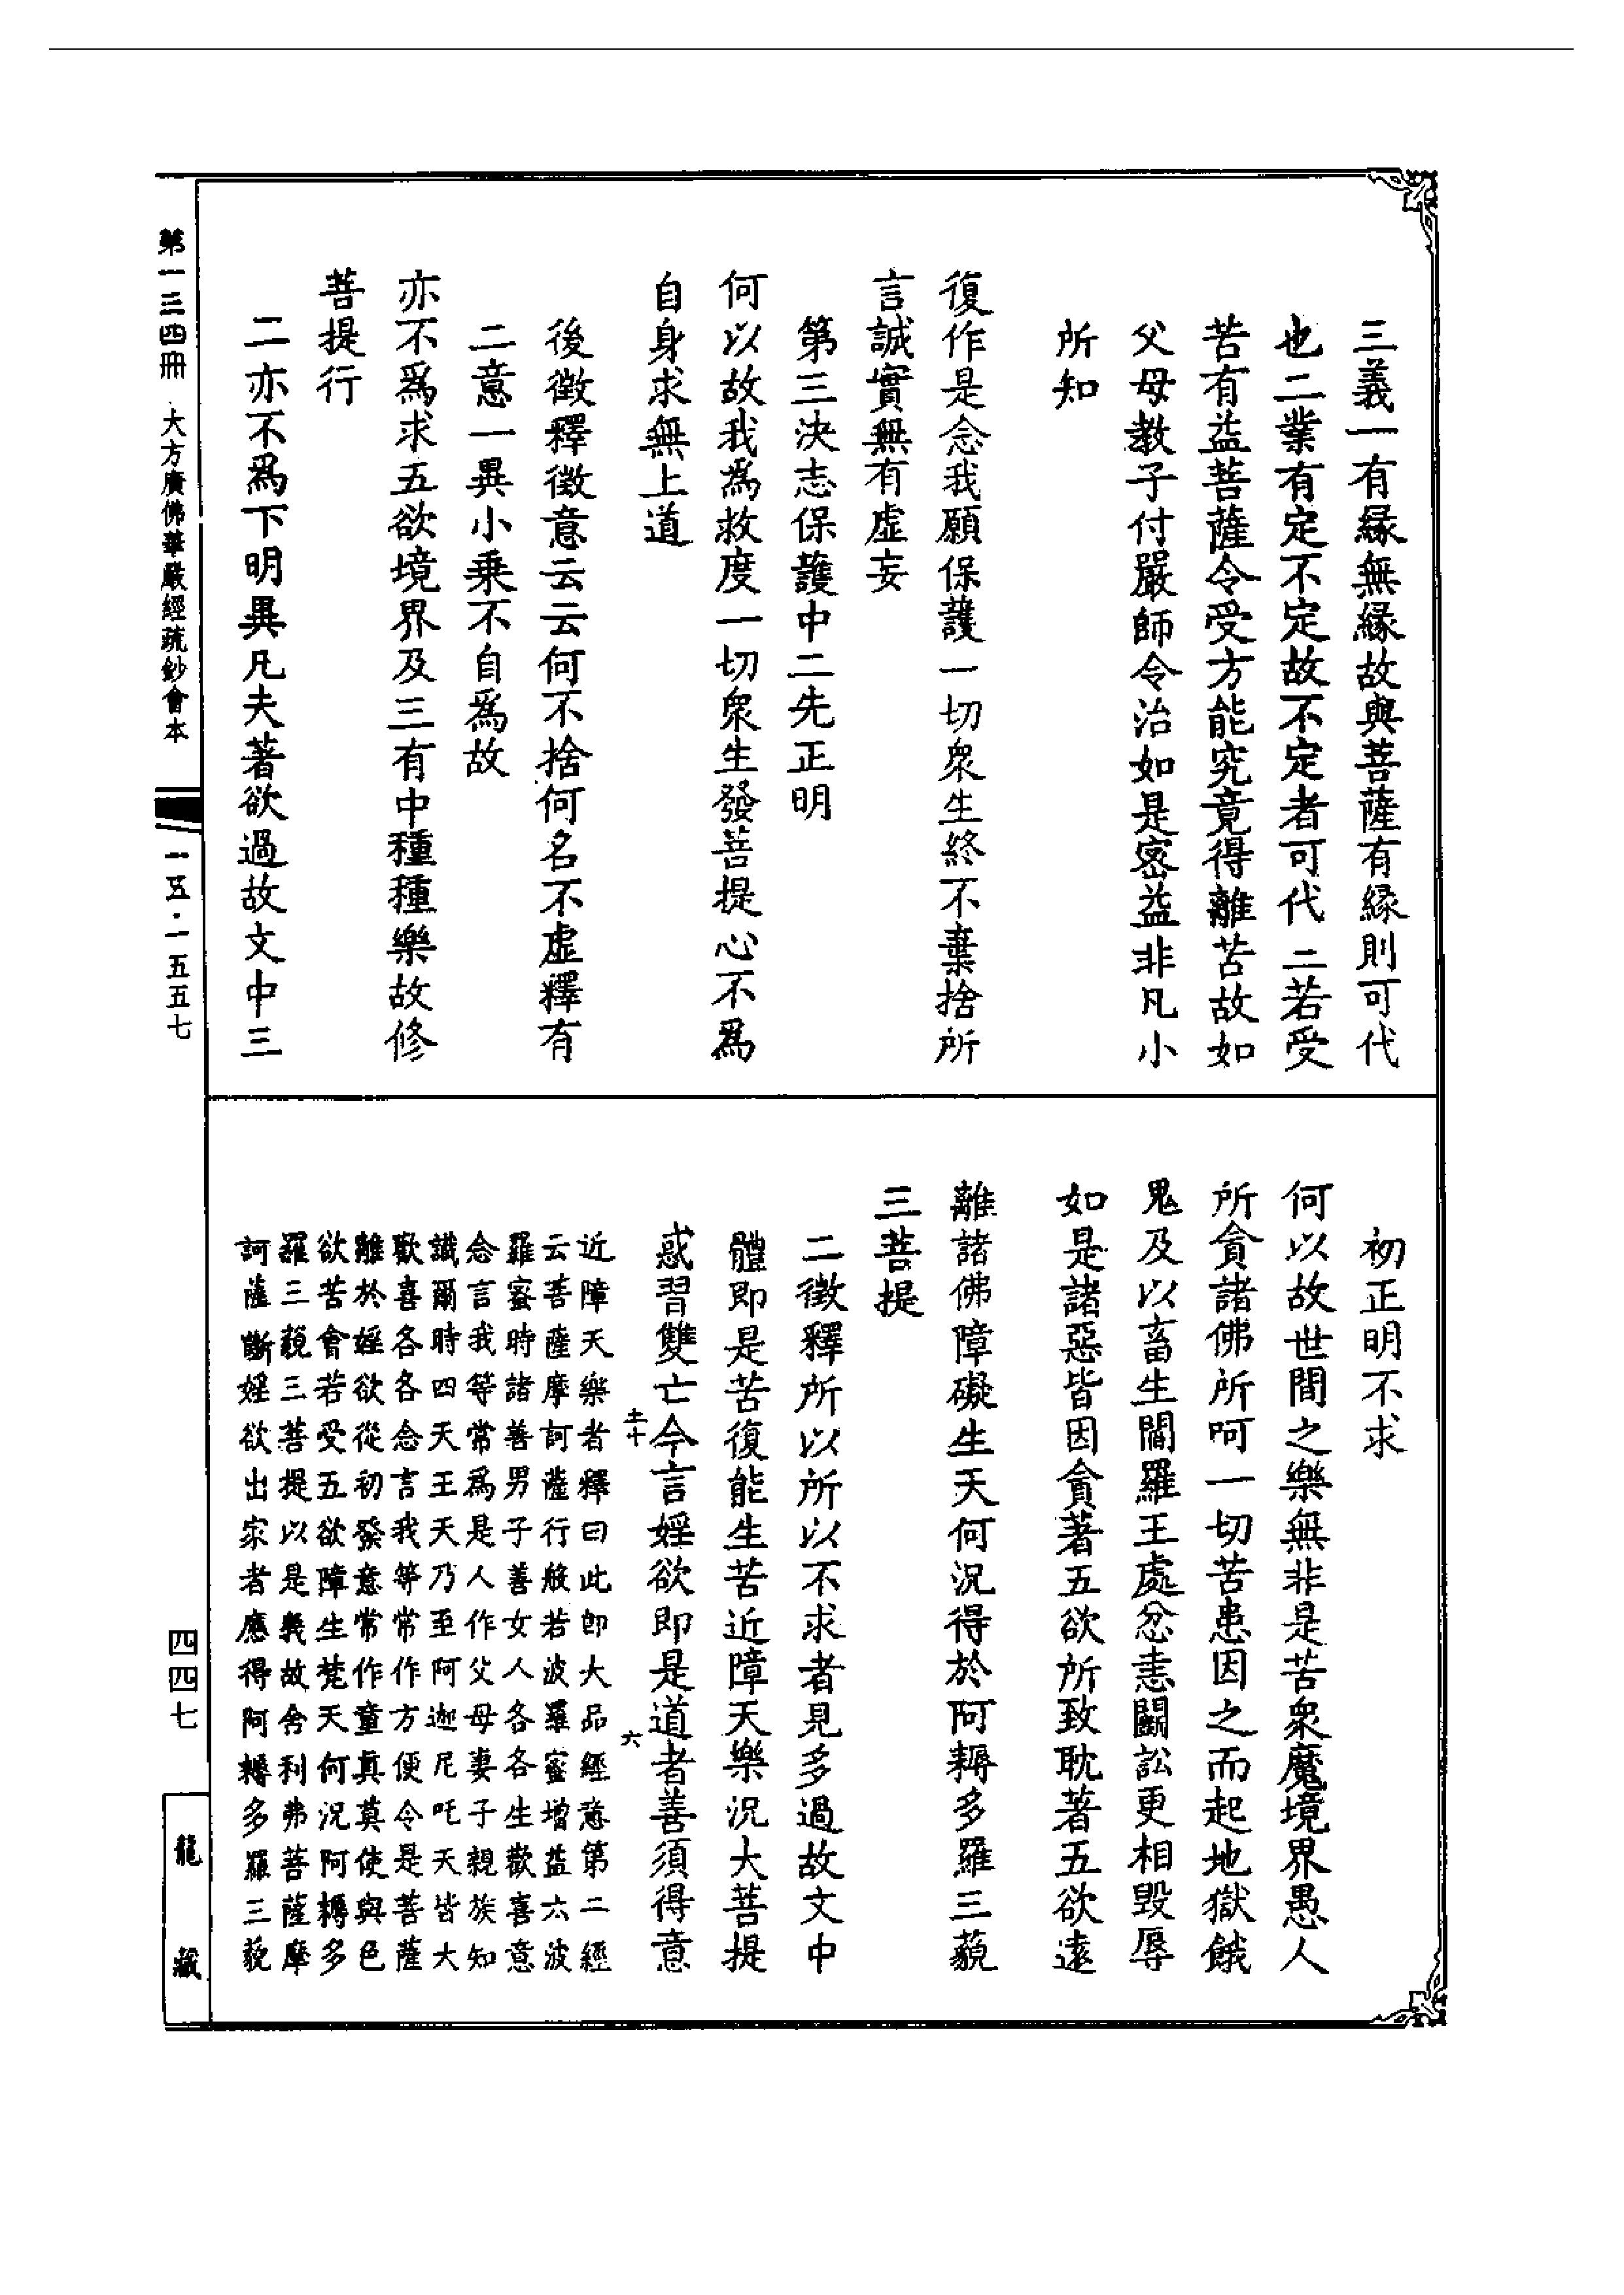 三義一有緣無緣故與菩薩有緣則可代
也二業有定不定故不定者可代二若受
苦有益菩薩令受方能究竟得離苦故如
父母教子付嚴師令治如是密益非凡小
所知
復作是念我願保護一切衆生終不棄捨所
言誠實無有虛妄
第三決志保護中二先正明
何以故我為救度一切衆生發菩提心不為
自身求無上道
後徵釋徵意云云何不捨何名不虛釋有
二意一異小乘不自爲故
亦不爲求五欲境界及三有中種種樂故修
菩提行
二亦不爲下明異凡夫著欲過故文中三
初正明不求
何以故世間之樂無非是苦衆魔境界愚人
所貪諸佛所呵一切苦患因之而起地獄餓
鬼及以畜生閻羅王處忿恚鬭訟更相毀辱
如是諸惡皆因貪著五欲所致耽著五欲遠
離諸佛障礙生天何況得於阿耨多羅三藐
三菩提
二徵釋所以所以不求者見多過故文中
體即是苦復能生苦近障天樂況大菩提
惑習雙亡今言婬欲即是道者善須得意
土十
六
近障天樂者釋曰此即大品經意第二經
云菩薩摩訶薩行般若波羅蜜增益六波
羅蜜時諸善男子善女人各各生歡喜意
念言我等常爲是人作父母妻子親族知
識爾時四天王天乃至阿迦尼吒天皆大
歡喜各各念言我等常作方便令是菩薩
離於婬欲從初發意常作童真莫使與色
欲苦會若受五欲障生梵天何況阿耨多
羅三藐三菩提以是義故舍利弗菩薩摩
訶薩斷婬欲出家者應得阿耨多羅三藐
第一三四冊 大方廣佛華嚴經疏鈔會本
一五·一五五七
四四七
龍藏